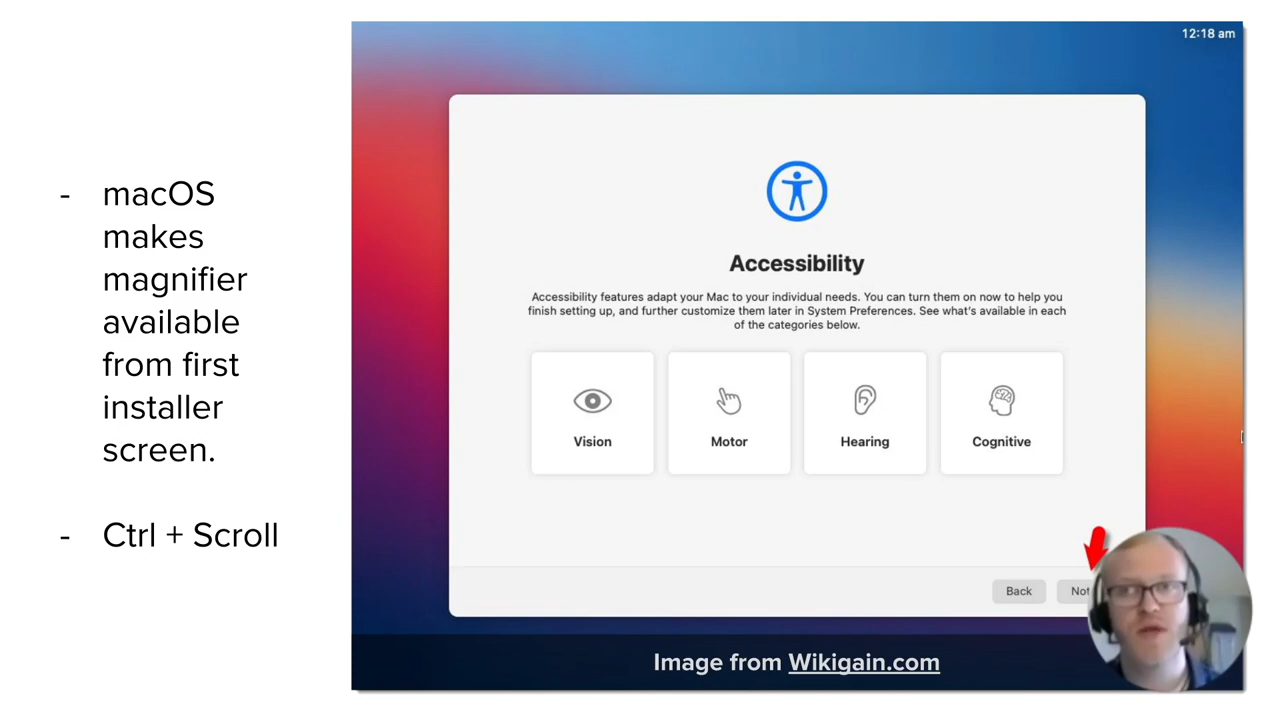 - macOS
makes
magnifier
available
from first
installer
screen.
- Ctrl + Scroll
12:18 am
Accessibility
Accessibility features adapt your Mac to your individual needs. You can turn them on now to help you
finish setting up, and further customize them later in System Preferences. See what's available in each
of the categories below.
Vision
Motor
Hearing
Cognitive
Back
Not
Image from Wikigain.com